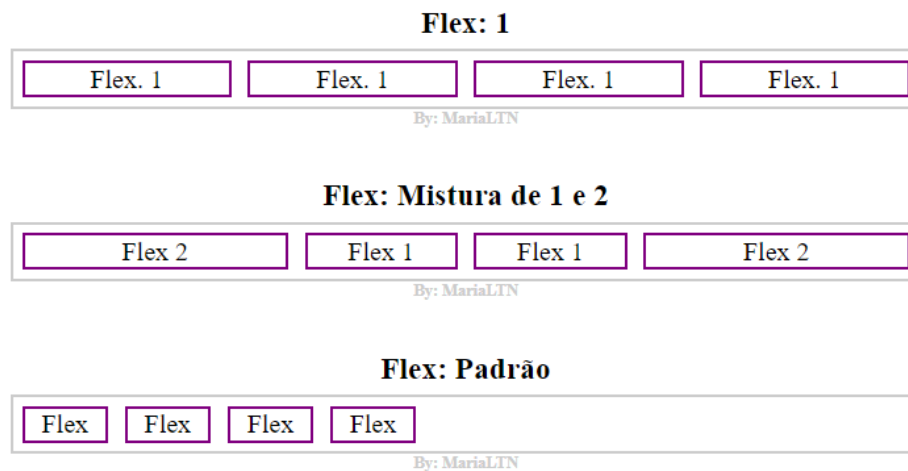 Flex: 1
Flex. 1 Flex. 1 Flex. 1 Flex. 1
By: MariaLTN
Flex: Mistura de 1 e 2
Flex 2 Flex 1 Flex 1 Flex 2
By: MariaLTN
Flex: Padrão
Flex Flex Flex Flex
By: MariaLTN